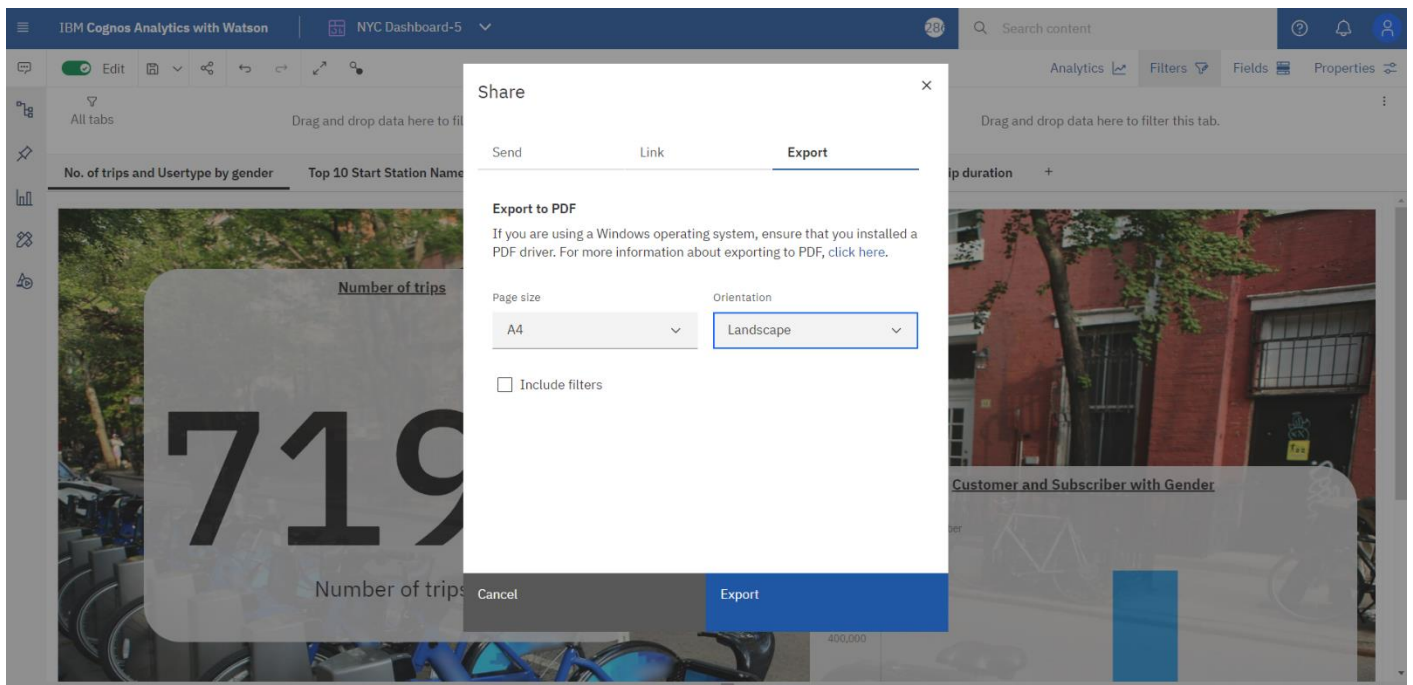 IBM Cognos Analytics with Watson
NYC Dashboard-5
Search content
Edit
Analytics
Filters
Fields
Properties
All tabs
Drag and drop data here to fil
Drag and drop data here to filter this tab.
No. of trips and Usertype by gender
Top 10 Start Station Name
ip duration
+
Share
Send
Link
Export
Export to PDF
If you are using a Windows operating system, ensure that you installed a
PDF driver. For more information about exporting to PDF, click here.
Page size
Orientation
A4
Landscape
Include filters
Cancel
Export
Number of trips
719
Number of trips
Customer and Subscriber with Gender
400,000